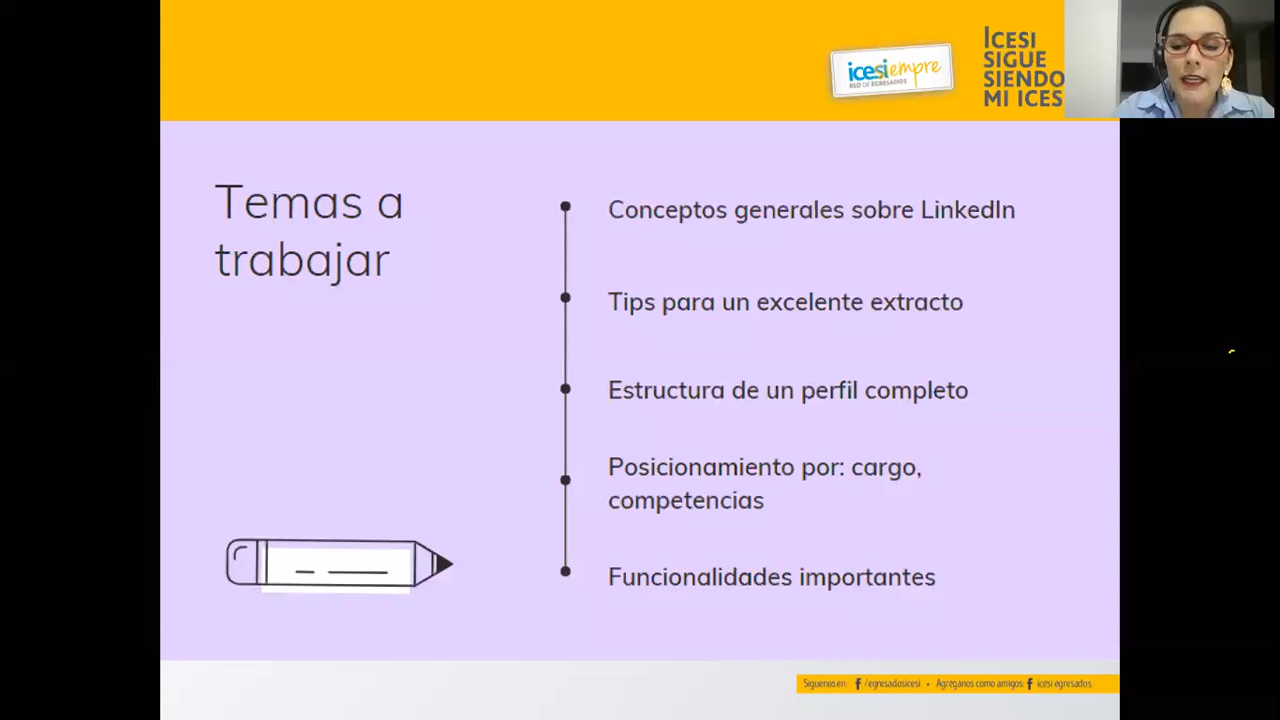 icesiempre
RED DE EGRESADOS
ICESI
SIGUE
SIENDO
MI ICES
Temas a
trabajar
Conceptos generales sobre LinkedIn
Tips para un excelente extracto
Estructura de un perfil completo
Posicionamiento por: cargo,
competencias
Funcionalidades importantes
Síguenos en: f /egresadosicesi • Agréganos como amigos: f icesi egresados.